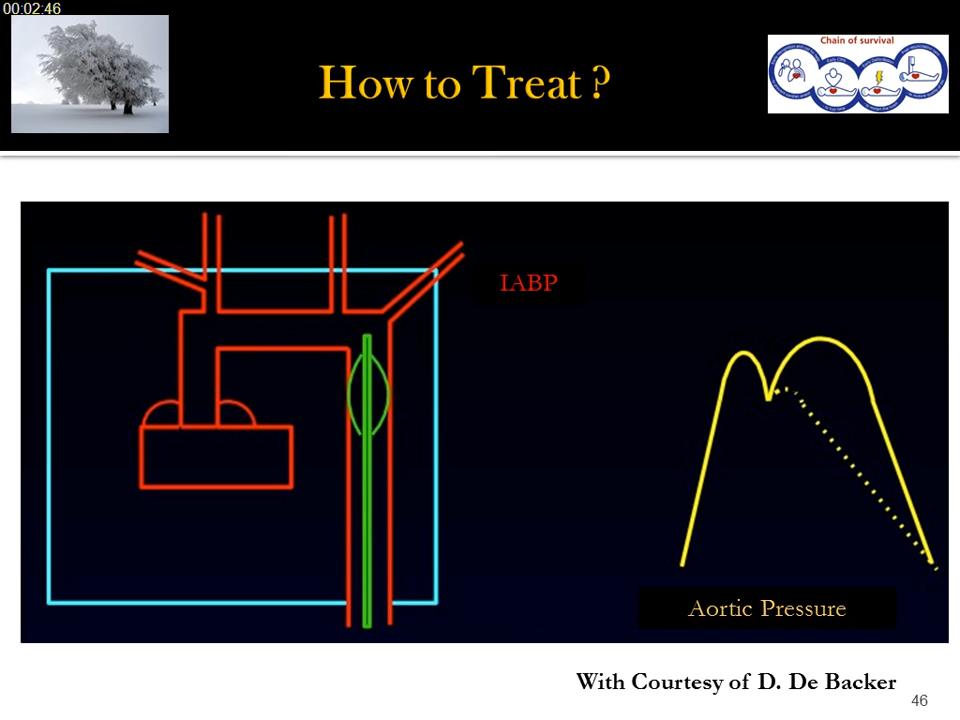 00:02:46
How to Treat ?
Chain of survival
IABP
Aortic Pressure
With Courtesy of D. De Backer
46